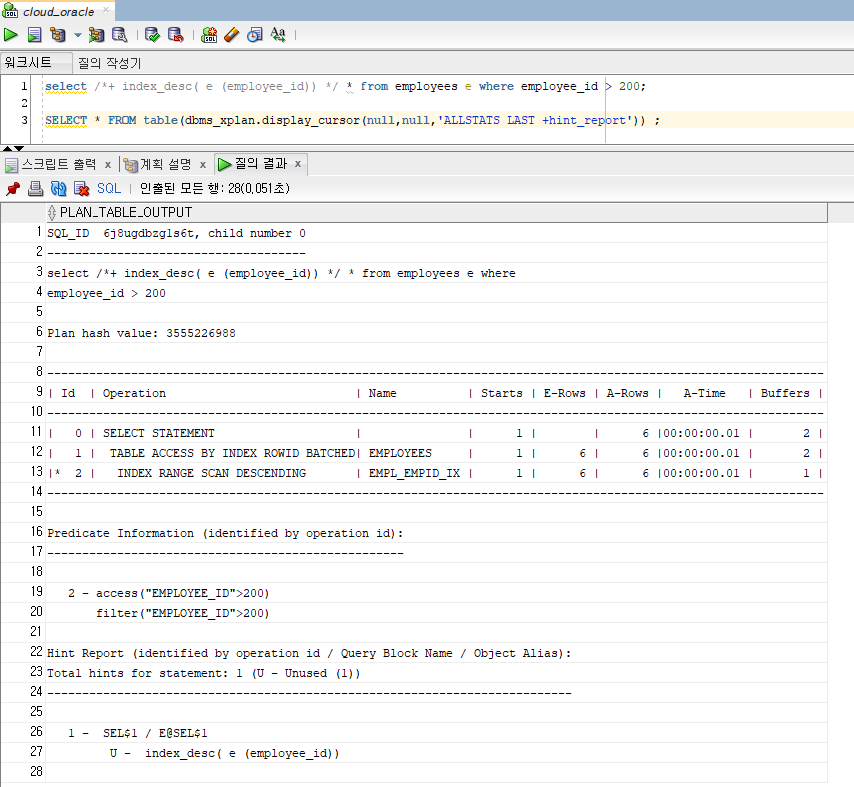 cloud_oracle
워크시트 질의 작성기
1 select /*+ index_desc( e (employee_id)) */ * from employees e where employee_id > 200;
2
3 SELECT * FROM table(dbms_xplan.display_cursor(null,null,'ALLSTATS LAST +hint_report')) ;
스크립트 출력 x 계획 설명 x 질의 결과 x
SQL | 인출된 모든 행: 28(0,051초)
PLAN_TABLE_OUTPUT
1 SQL_ID  6j8ugdbzgls6t, child number 0
2 -------------------------------------
3 select /*+ index_desc( e (employee_id)) */ * from employees e where
4 employee_id > 200
5
6 Plan hash value: 3555226988
7
8 ---------------------------------------------------------------------------------------------------------------
9 | Id  | Operation                           | Name         | Starts | E-Rows | A-Rows |   A-Time   | Buffers |
10 ---------------------------------------------------------------------------------------------------------------
11 |   0 | SELECT STATEMENT                    |              |      1 |        |      6 |00:00:00.01 |       2 |
12 |   1 |  TABLE ACCESS BY INDEX ROWID BATCHED| EMPLOYEES    |      1 |      6 |      6 |00:00:00.01 |       2 |
13 |*  2 |   INDEX RANGE SCAN DESCENDING       | EMPL_EMPID_IX |      1 |      6 |      6 |00:00:00.01 |       1 |
14 ---------------------------------------------------------------------------------------------------------------
15
16 Predicate Information (identified by operation id):
17 ---------------------------------------------------
18
19    2 - access("EMPLOYEE_ID">200)
20        filter("EMPLOYEE_ID">200)
21
22 Hint Report (identified by operation id / Query Block Name / Object Alias):
23 Total hints for statement: 1 (U - Unused (1))
24 ---------------------------------------------------------------------------
25
26    1 -  SEL$1 / E@SEL$1
27          U -  index_desc( e (employee_id))
28